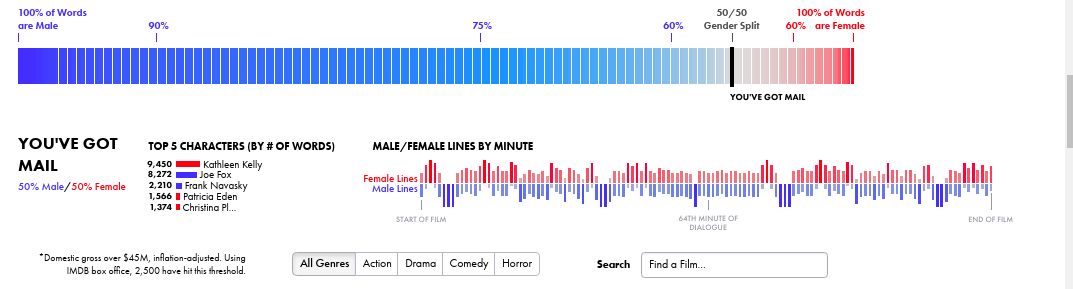 100% of Words
are Male
90%
75%
60%
50/50
Gender Split
60%
100% of Words
are Female
YOU'VE GOT MAIL
YOU'VE GOT
MAIL
50% Male/50% Female
TOP 5 CHARACTERS (BY # OF WORDS)
9,450 Kathleen Kelly
8,272 Joe Fox
2,210 Frank Navasky
1,566 Patricia Eden
1,374 Christina Pl...
MALE/FEMALE LINES BY MINUTE
Female Lines
Male Lines
START OF FILM
64TH MINUTE OF
DIALOGUE
END OF FILM
*Domestic gross over $45M, inflation-adjusted. Using
IMDB box office, 2,500 have hit this threshold.
All Genres Action Drama Comedy Horror
Search Find a Film...